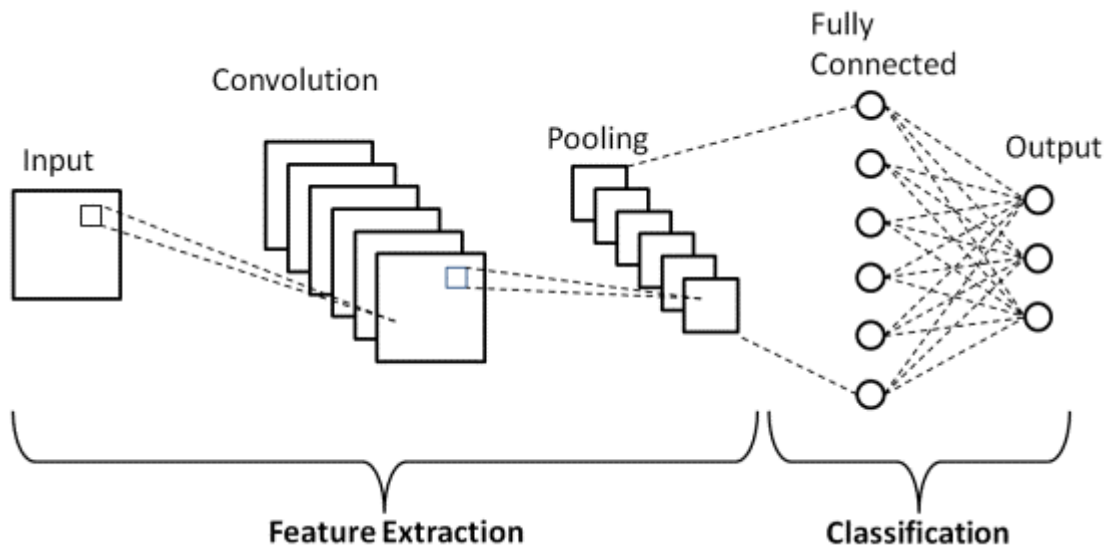 Input
Convolution
Pooling
Fully
Connected
Output
Feature Extraction
Classification